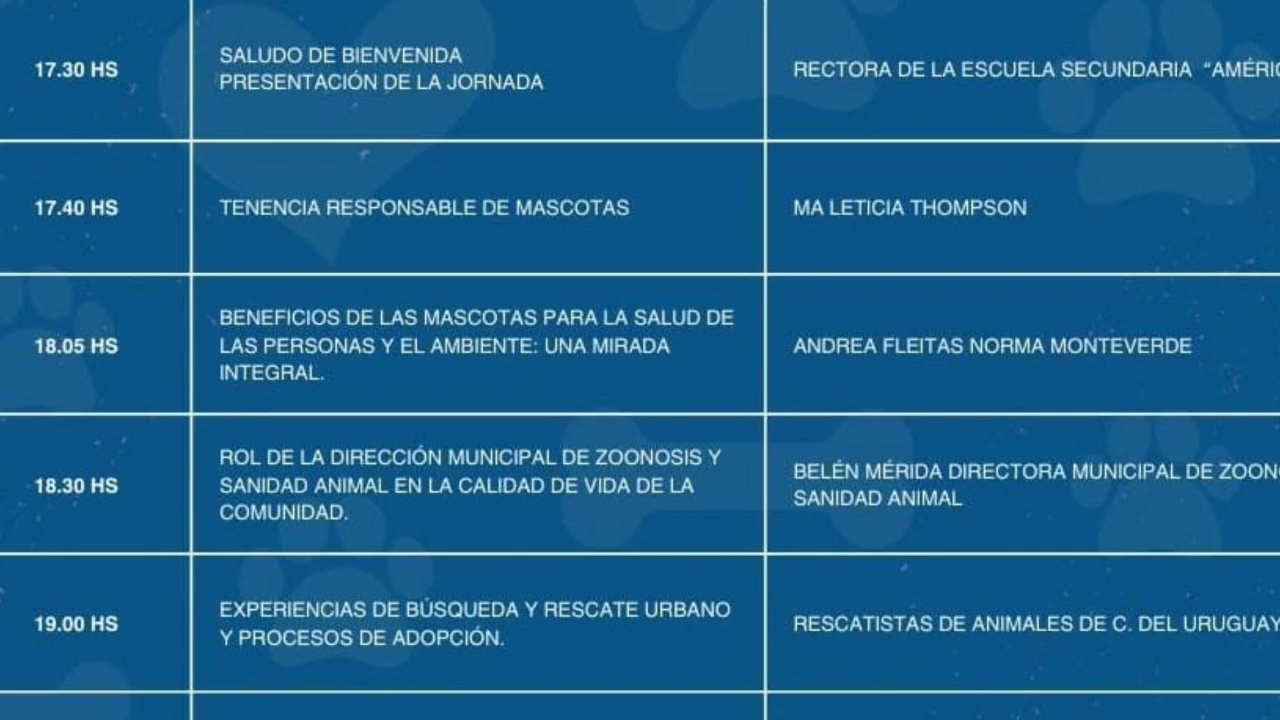 17.30 HS
SALUDO DE BIENVENIDA
PRESENTACIÓN DE LA JORNADA
RECTORA DE LA ESCUELA SECUNDARIA "AMÉRIC
17.40 HS
TENENCIA RESPONSABLE DE MASCOTAS
MA LETICIA THOMPSON
18.05 HS
BENEFICIOS DE LAS MASCOTAS PARA LA SALUD DE
LAS PERSONAS Y EL AMBIENTE: UNA MIRADA
INTEGRAL.
ANDREA FLEITAS NORMA MONTEVERDE
18.30 HS
ROL DE LA DIRECCIÓN MUNICIPAL DE ZOONOSIS Y
SANIDAD ANIMAL EN LA CALIDAD DE VIDA DE LA
COMUNIDAD.
BELÉN MÉRIDA DIRECTORA MUNICIPAL DE ZOON
SANIDAD ANIMAL
19.00 HS
EXPERIENCIAS DE BÚSQUEDA Y RESCATE URBANO
Y PROCESOS DE ADOPCIÓN.
RESCATISTAS DE ANIMALES DE C. DEL URUGUAY